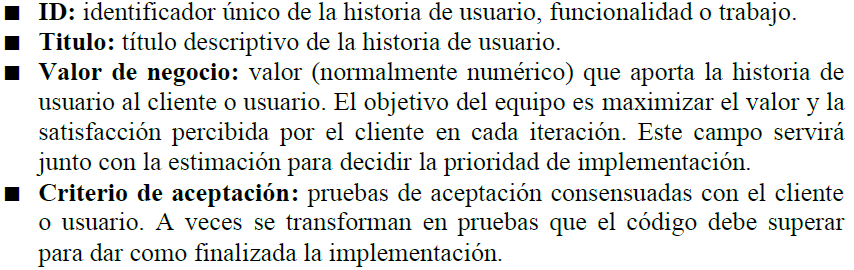 ■ ID: identificador único de la historia de usuario, funcionalidad o trabajo.
■ Titulo: título descriptivo de la historia de usuario.
■ Valor de negocio: valor (normalmente numérico) que aporta la historia de
usuario al cliente o usuario. El objetivo del equipo es maximizar el valor y la
satisfacción percibida por el cliente en cada iteración. Este campo servirá
junto con la estimación para decidir la prioridad de implementación.
■ Criterio de aceptación: pruebas de aceptación consensuadas con el cliente
o usuario. A veces se transforman en pruebas que el código debe superar
para dar como finalizada la implementación.